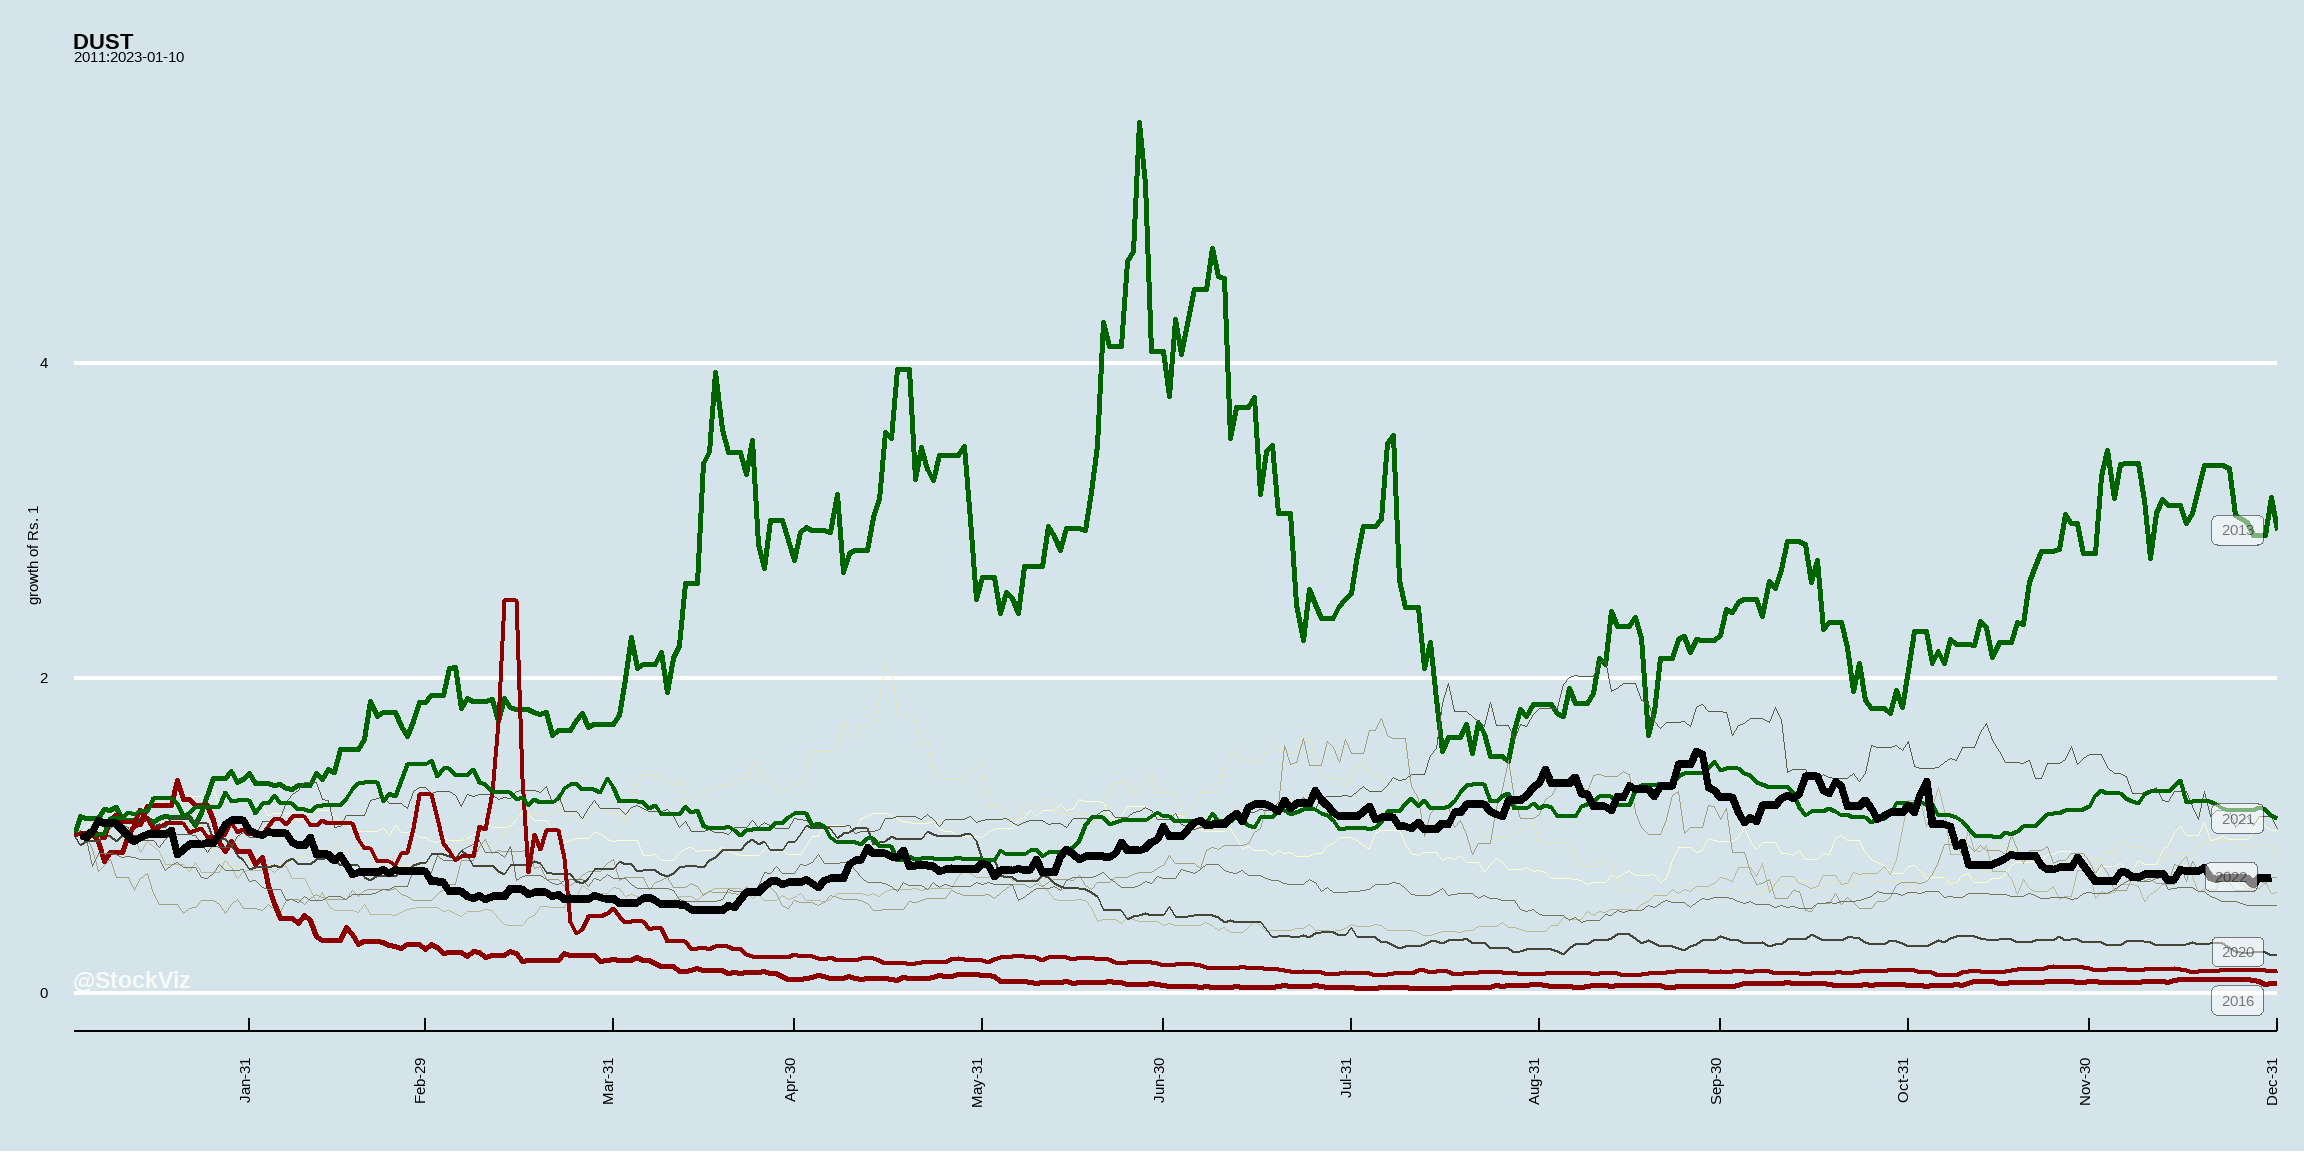 DUST
2011:2023-01-10
4
2
0
growth of Rs. 1
2013
2021
2022
2020
2016
@StockViz
Jan-31
Feb-29
Mar-31
Apr-30
May-31
Jun-30
Jul-31
Aug-31
Sep-30
Oct-31
Nov-30
Dec-31